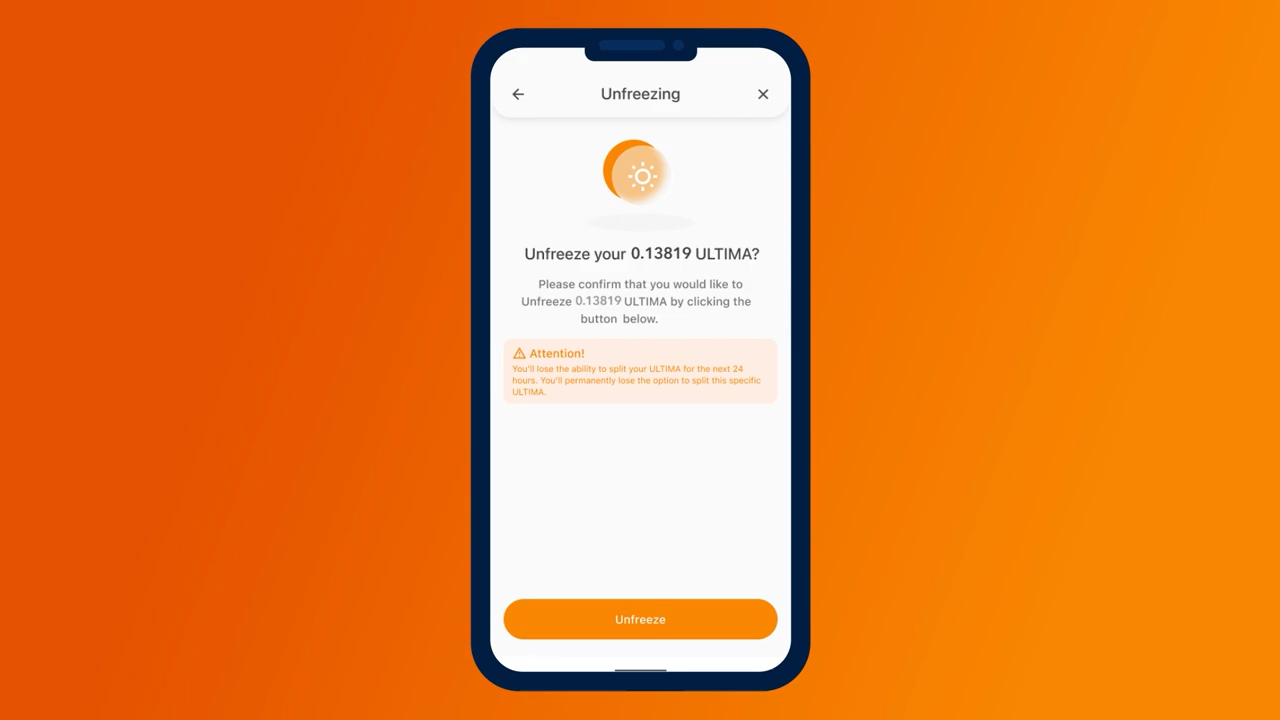 Unfreezing
Unfreeze your 0.13819 ULTIMA?
Please confirm that you would like to
Unfreeze 0.13819 ULTIMA by clicking the
button below.
Attention!
You'll lose the ability to split your ULTIMA for the next 24
hours. You'll permanently lose the option to split this specific
ULTIMA.
Unfreeze